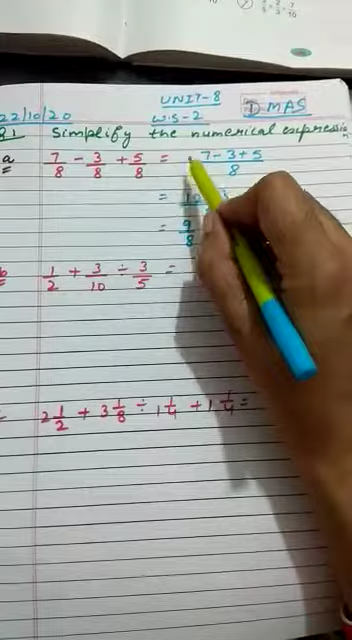 22/10/20
UNIT-8
W.S-2
① MAS
Q1 Simplify the numerical expression
a 7/8 - 3/8 + 5/8 = 7-3+5/8
=
= 9/8
b 1/2 + 3/10 ÷ 3/5 =
2 1/2 + 3 1/8 ÷ 1 1/4 + 1 1/4 =